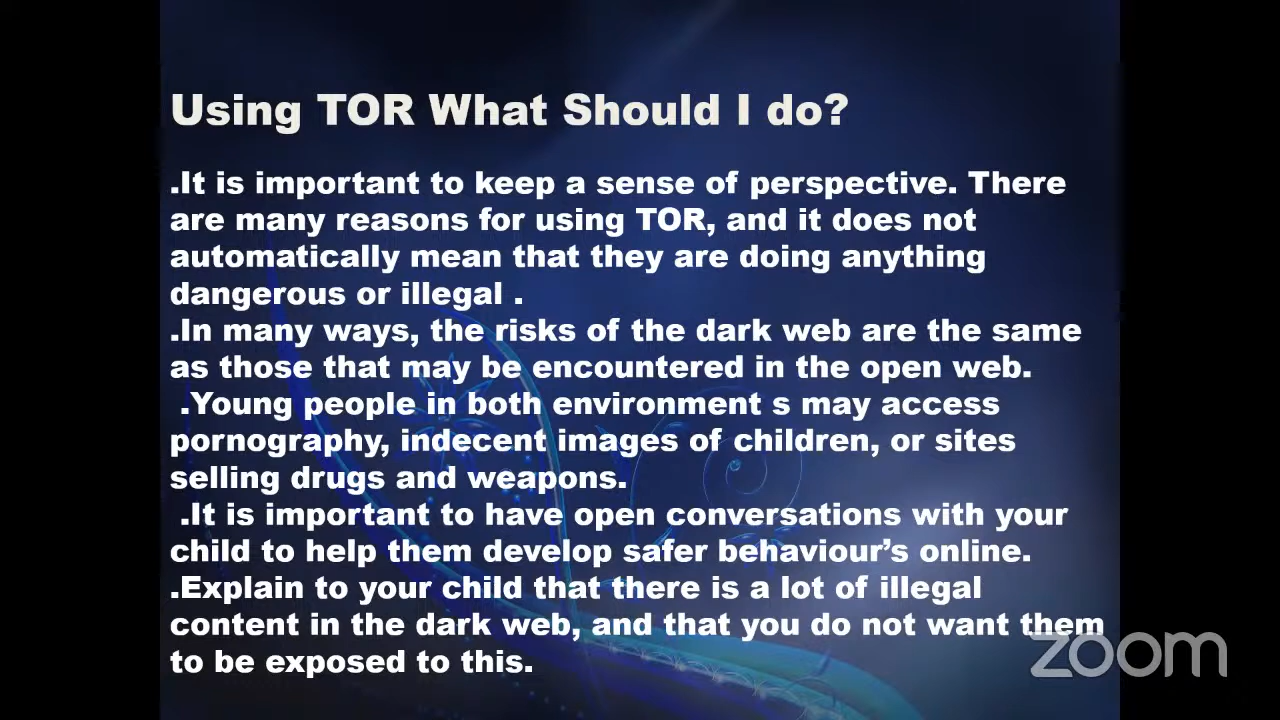 Using TOR What Should I do?
.It is important to keep a sense of perspective. There
are many reasons for using TOR, and it does not
automatically mean that they are doing anything
dangerous or illegal .
.In many ways, the risks of the dark web are the same
as those that may be encountered in the open web.
.Young people in both environment s may access
pornography, indecent images of children, or sites
selling drugs and weapons.
.It is important to have open conversations with your
child to help them develop safer behaviour’s online.
.Explain to your child that there is a lot of illegal
content in the dark web, and that you do not want them
to be exposed to this.
zoom